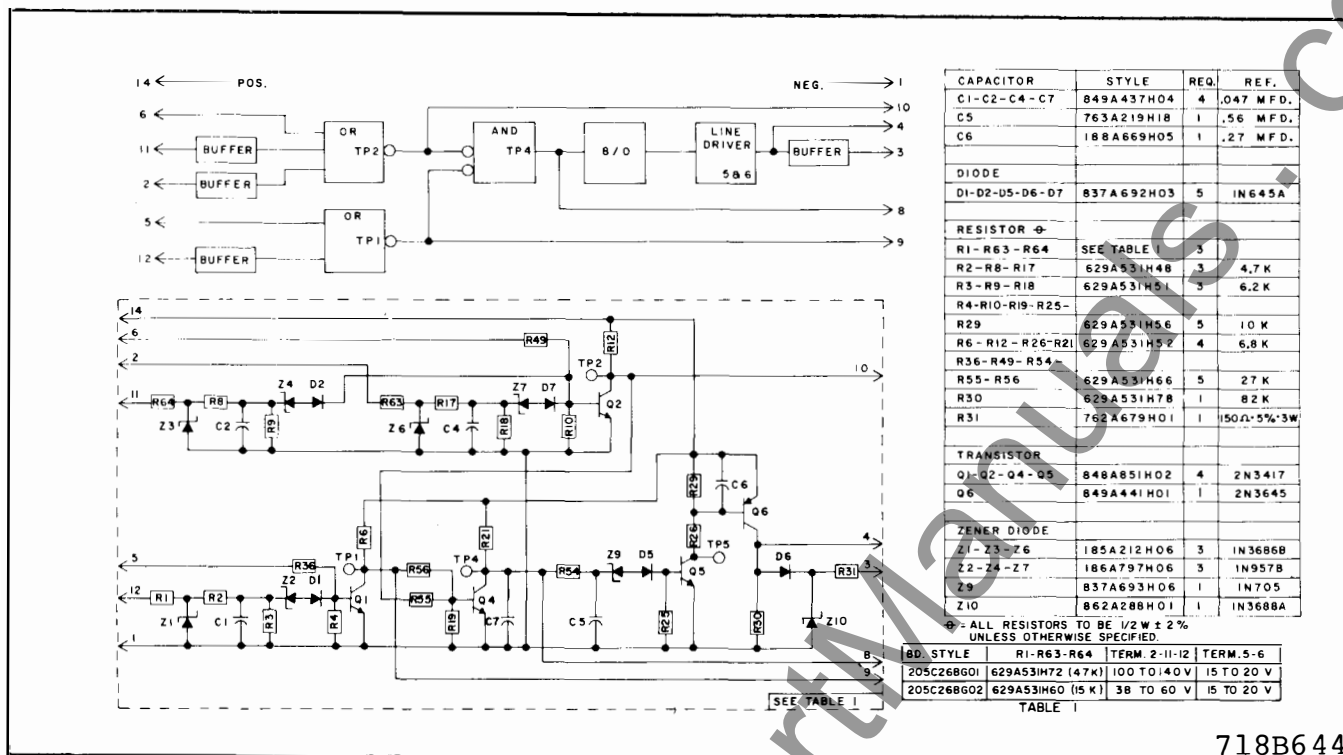 14 POS. NEG. 1
10
6 OR AND LINE DRIVER 4
11 BUFFER TP2 TP4 8/0 5&6 BUFFER 3
2 BUFFER
5 OR 8
TP1 9
12 BUFFER
14
6 R49 R12
2 TP2 10
11 R64 R8 Z4 D2 R63 R17 Z7 D7 Q2
Z3 C2 R9 Z6 C4 R18 R10
R29 C6 Q6
R6 R21 R26 TP5 4
5 R36 TP1 R56 TP4 R54 Z9 D5 Q5 D6 R31 3
12 R1 R2 Z2 D1 Q1 R55 Q4
Z1 C1 R3 R4 R19 C7 C5 R25 R30 Z10
1 8
9
SEE TABLE 1
CAPACITOR STYLE REQ. REF.
C1-C2-C4-C7 849A437H04 4 .047 MFD.
C5 763A219H18 1 .56 MFD.
C6 188A669H05 1 .27 MFD.
DIODE
D1-D2-D5-D6-D7 837A692H03 5 1N645A
RESISTOR ⊖
R1-R63-R64 SEE TABLE 1 3
R2-R8-R17 629A531H48 3 4.7 K
R3-R9-R18 629A531H51 3 6.2 K
R4-R10-R19-R25-
R29 629A531H56 5 10 K
R6-R12-R26-R21 629A531H52 4 6.8 K
R36-R49-R54-
R55-R56 629A531H66 5 27 K
R30 629A531H78 1 82 K
R31 762A679H01 1 150Ω-5%-3W
TRANSISTOR
Q1-Q2-Q4-Q5 848A851H02 4 2N3417
Q6 849A441H01 1 2N3645
ZENER DIODE
Z1-Z3-Z6 185A212H06 3 1N3686B
Z2-Z4-Z7 186A797H06 3 1N957B
Z9 837A693H06 1 1N705
Z10 862A288H01 1 1N3688A
⊖-ALL RESISTORS TO BE 1/2 W ± 2%
UNLESS OTHERWISE SPECIFIED.
BD. STYLE R1-R63-R64 TERM. 2-11-12 TERM. 5-6
205C26BG01 629A531H72 (47K) 100 TO 140 V 15 TO 20 V
205C26BG02 629A531H60 (15 K) 38 TO 60 V 15 TO 20 V
TABLE 1
718B644